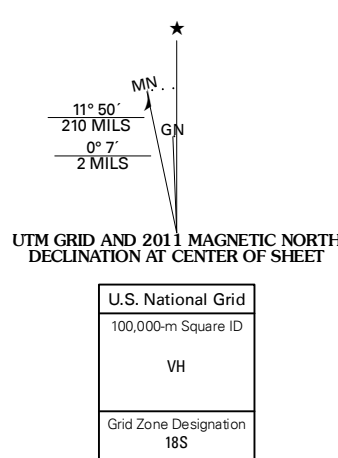 ★
MN
11° 50´
210 MILS
GN
0° 7´
2 MILS
UTM GRID AND 2011 MAGNETIC NORTH
DECLINATION AT CENTER OF SHEET
U.S. National Grid
100,000-m Square ID
VH
Grid Zone Designation
18S